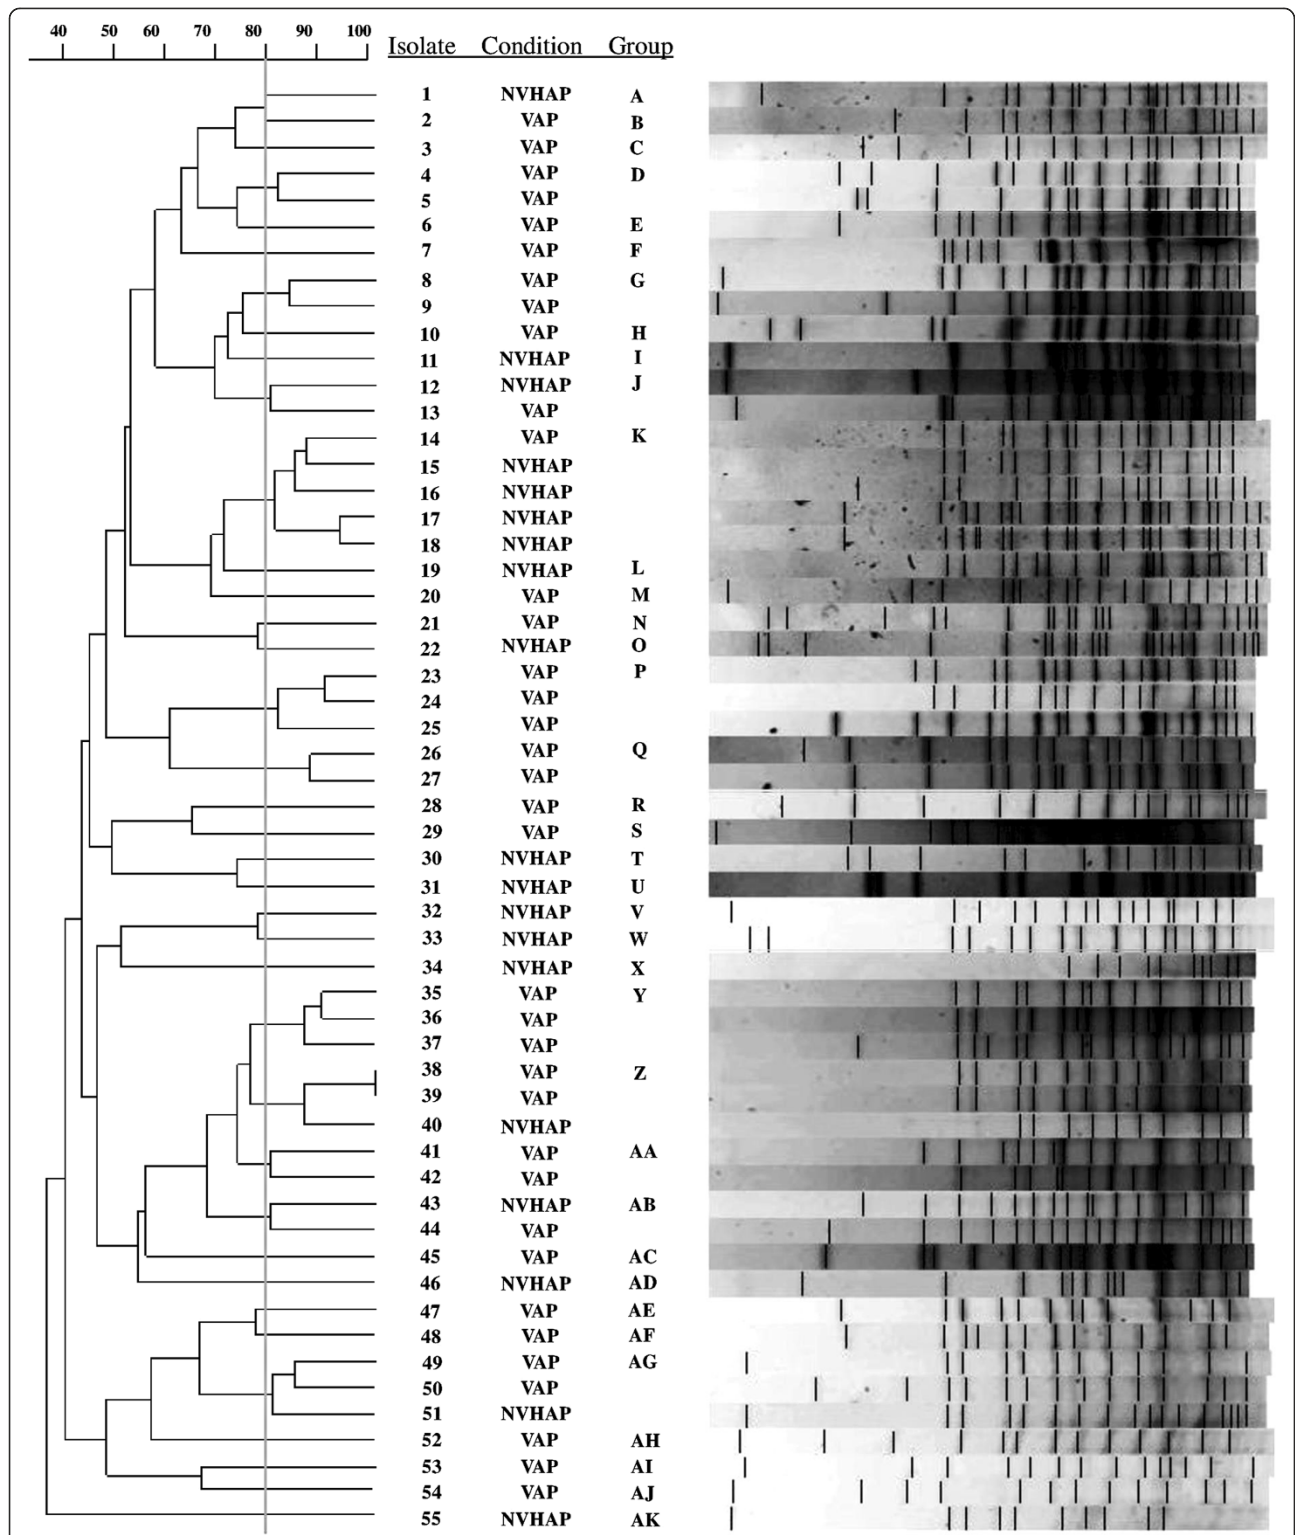 40 50 60 70 80 90 100
Isolate Condition Group
1 NVHAP A
2 VAP B
3 VAP C
4 VAP D
5 VAP
6 VAP E
7 VAP F
8 VAP G
9 VAP
10 VAP H
11 NVHAP I
12 NVHAP J
13 VAP
14 VAP K
15 NVHAP
16 NVHAP
17 NVHAP
18 NVHAP
19 NVHAP L
20 VAP M
21 VAP N
22 NVHAP O
23 VAP P
24 VAP
25 VAP
26 VAP Q
27 VAP
28 VAP R
29 VAP S
30 NVHAP T
31 NVHAP U
32 NVHAP V
33 NVHAP W
34 NVHAP X
35 VAP Y
36 VAP
37 VAP
38 VAP Z
39 VAP
40 NVHAP
41 VAP AA
42 VAP
43 NVHAP AB
44 VAP
45 VAP AC
46 NVHAP AD
47 VAP AE
48 VAP AF
49 VAP AG
50 VAP
51 NVHAP
52 VAP AH
53 VAP AI
54 VAP AJ
55 NVHAP AK